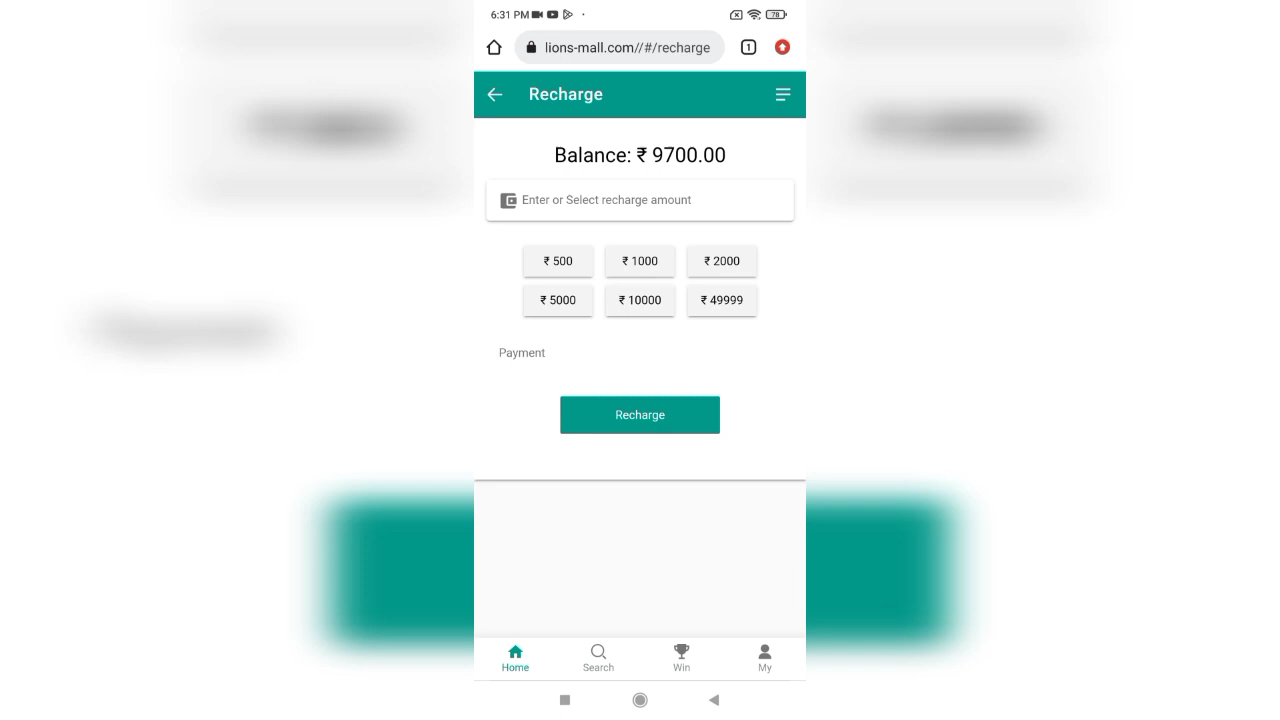 6:31 PM
78
lions-mall.com//#/recharge
1
Recharge
Balance: ₹ 9700.00
Enter or Select recharge amount
₹ 500
₹ 1000
₹ 2000
₹ 5000
₹ 10000
₹ 49999
Payment
Recharge
Home
Search
Win
My